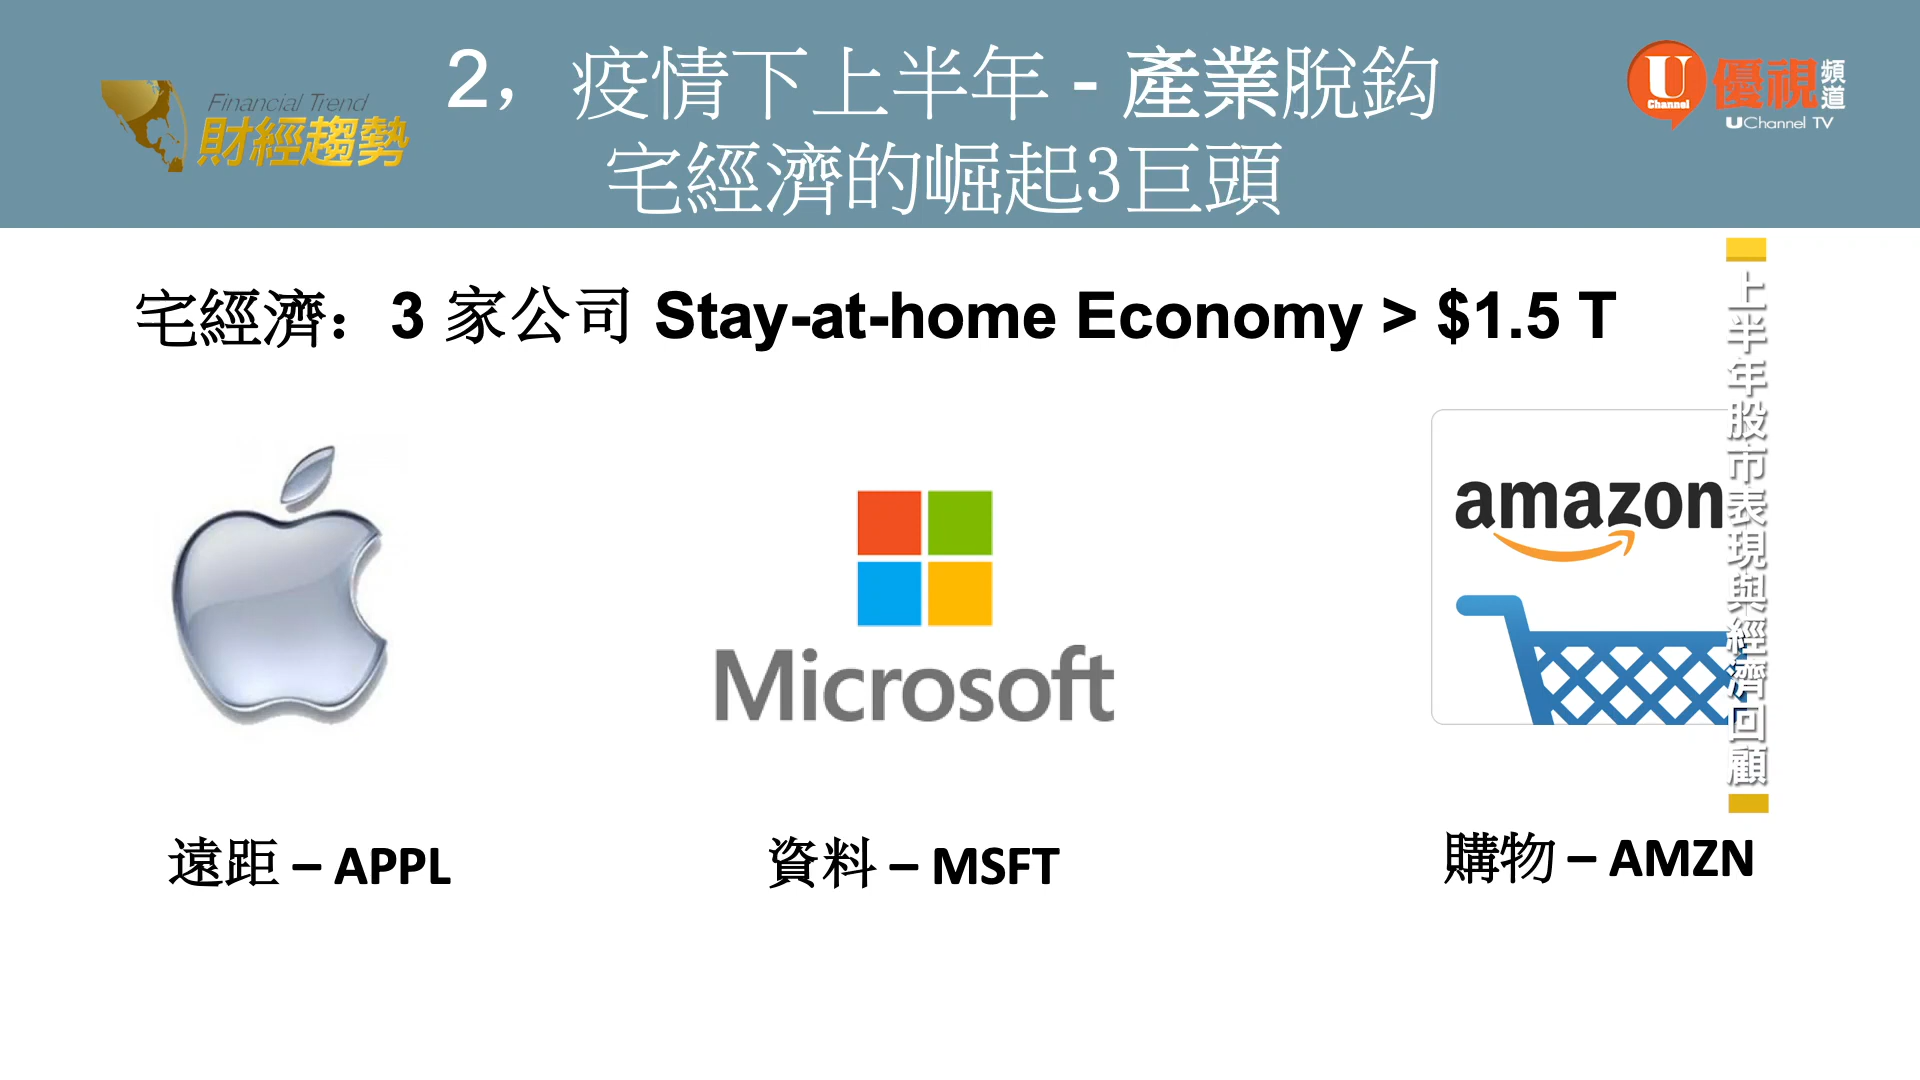 2，疫情下上半年 - 產業脫鈎
宅經濟的崛起3巨頭
Financial Trend
財經趨勢
U
Channel
優視
頻道
UChannel TV
宅經濟：3 家公司 Stay-at-home Economy > $1.5 T
上半年股市表現與經濟回顧
Microsoft
amazon
遠距 – APPL
資料 – MSFT
購物 – AMZN